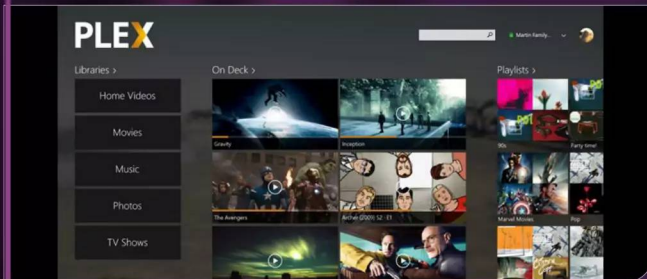 PLEX
Martin Family...
Libraries >
On Deck >
Playlists >
Home Videos
Movies
Music
Photos
TV Shows
Gravity
Inception
90s
Party time!
The Avengers
Archer (2009) S2 · E1
Marvel Movies
Pop